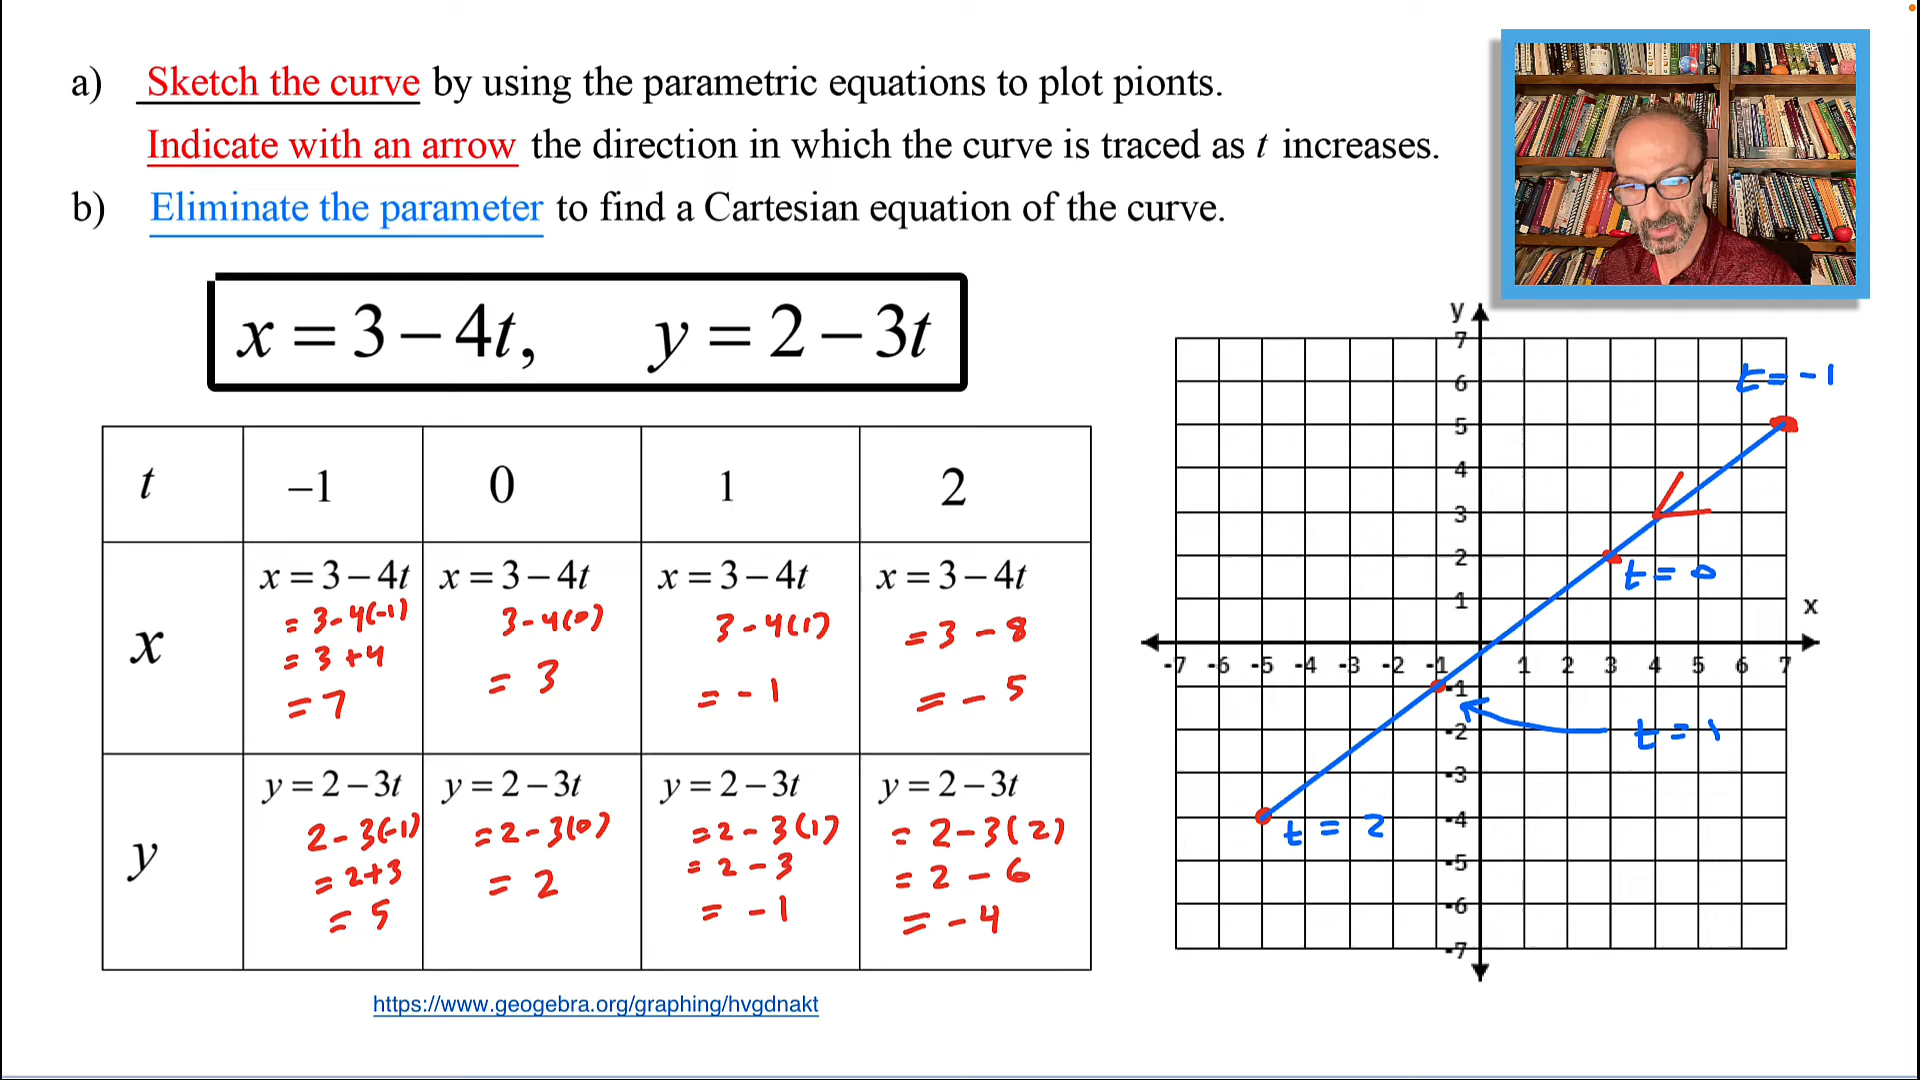 a) Sketch the curve by using the parametric equations to plot pionts.
Indicate with an arrow the direction in which the curve is traced as t increases.
b) Eliminate the parameter to find a Cartesian equation of the curve.
x = 3 – 4t, y = 2 – 3t
t –1 0 1 2
x
x = 3 – 4t
= 3 - 4(-1)
= 3 + 4
= 7
x = 3 – 4t
3 - 4(0)
= 3
x = 3 – 4t
3 - 4(1)
= - 1
x = 3 – 4t
= 3 - 8
= - 5
y
y = 2 – 3t
2 - 3(-1)
= 2 + 3
= 5
y = 2 – 3t
= 2 - 3(0)
= 2
y = 2 – 3t
= 2 - 3(1)
= 2 - 3
= - 1
y = 2 – 3t
= 2 - 3(2)
= 2 - 6
= - 4
https://www.geogebra.org/graphing/hvgdnakt
y
7
t = -1
6
5
4
3
2
t = 0
1
x
-7 -6 -5 -4 -3 -2 -1 1 2 3 4 5 6 7
-1
-2
t = 1
-3
-4
t = 2
-5
-6
-7